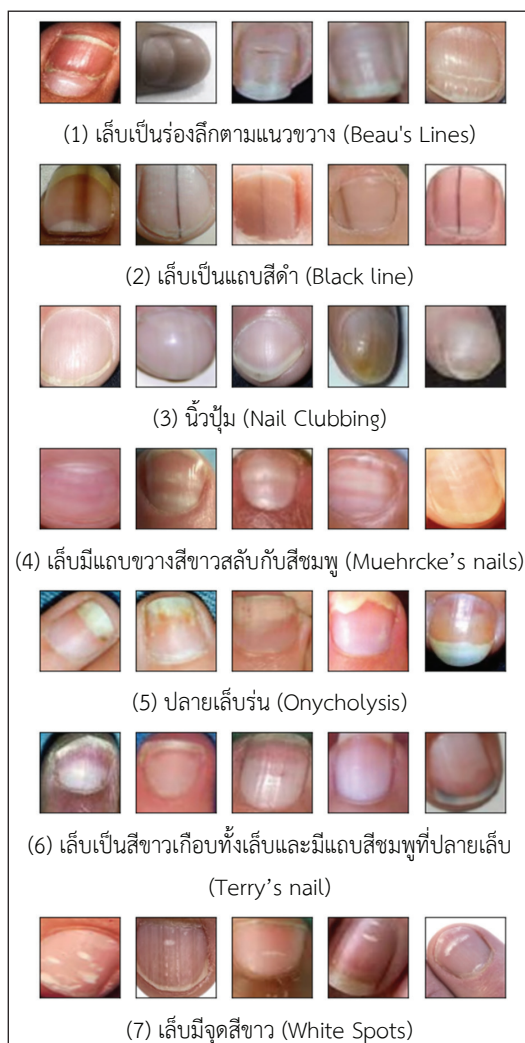 (1) เล็บเป็นร่องลึกตามแนวขวาง (Beau's Lines)
(2) เล็บเป็นแถบสีดำ (Black line)
(3) นิ้วปุ้ม (Nail Clubbing)
(4) เล็บมีแถบขวางสีขาวสลับกับสีชมพู (Muehrcke’s nails)
(5) ปลายเล็บร่น (Onycholysis)
(6) เล็บเป็นสีขาวเกือบทั้งเล็บและมีแถบสีชมพูที่ปลายเล็บ
(Terry’s nail)
(7) เล็บมีจุดสีขาว (White Spots)